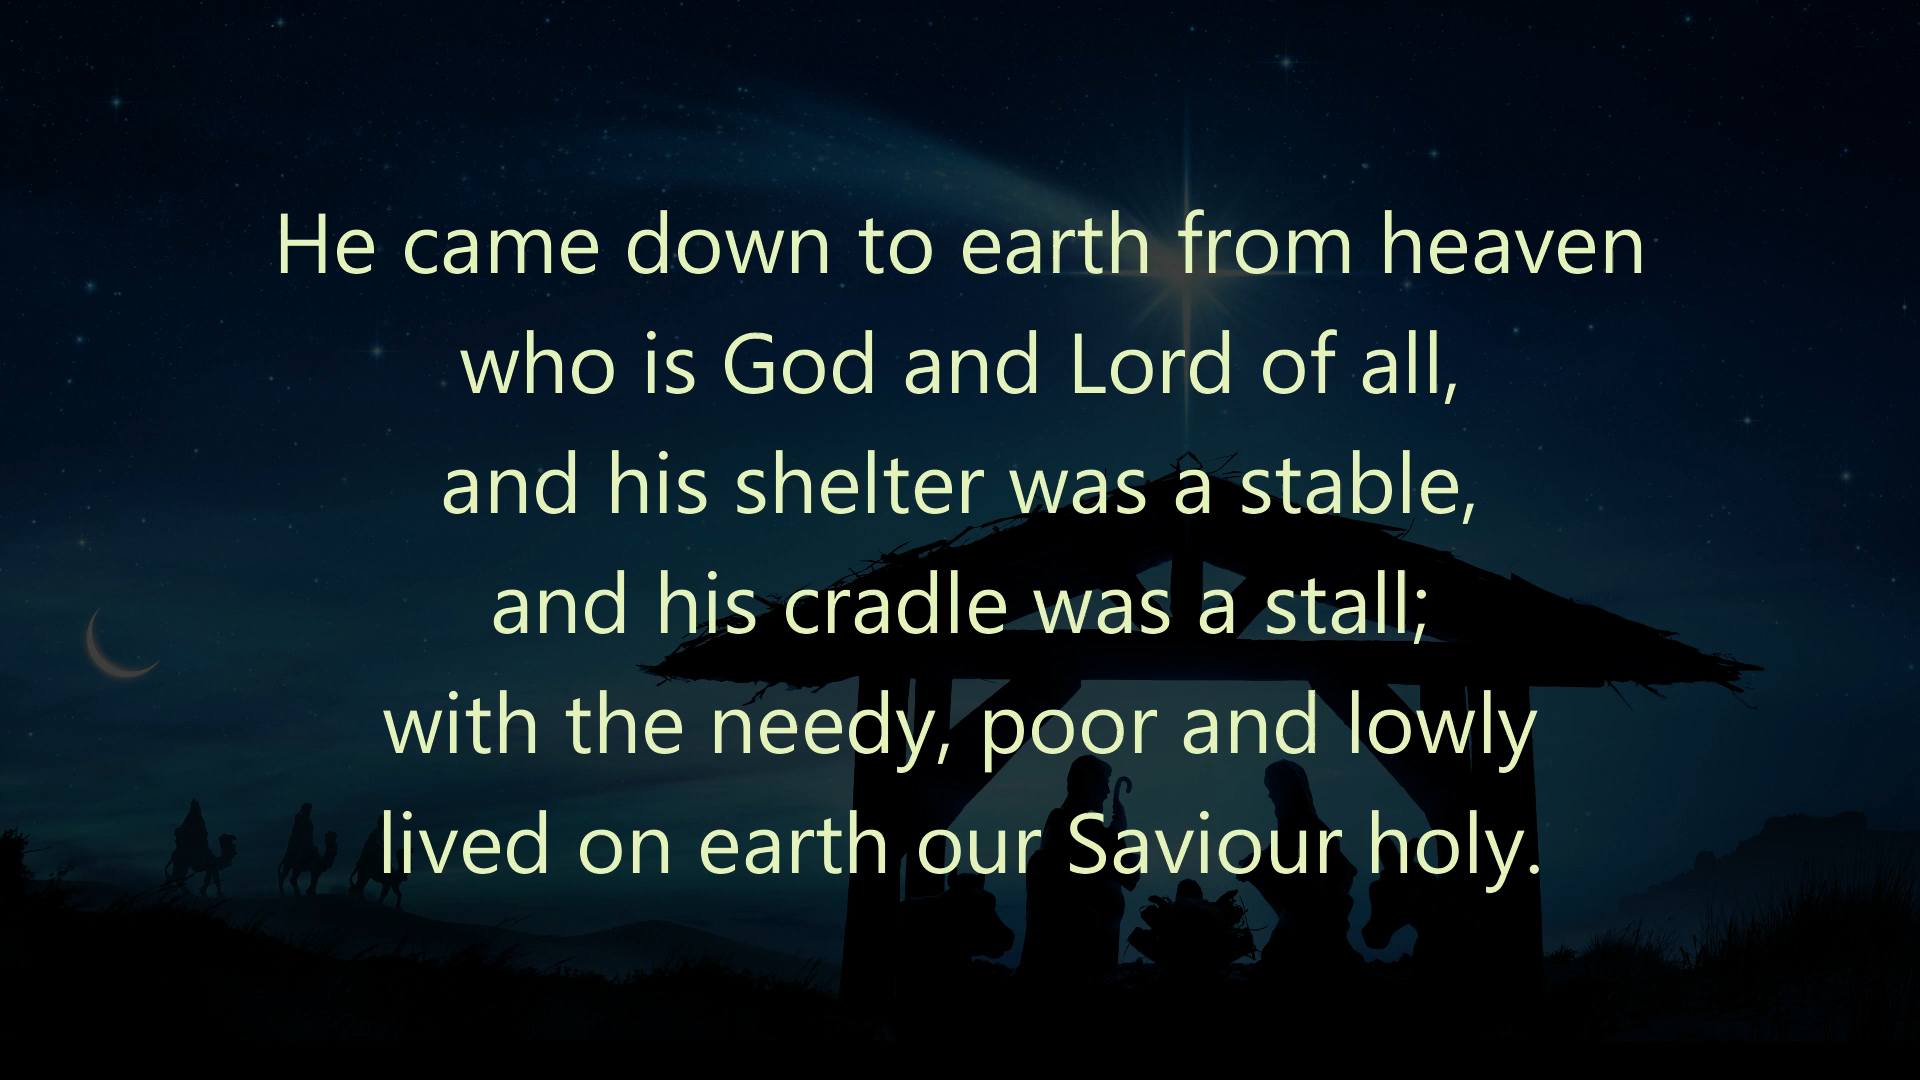 He came down to earth from heaven
who is God and Lord of all,
and his shelter was a stable,
and his cradle was a stall;
with the needy, poor and lowly
lived on earth our Saviour holy.